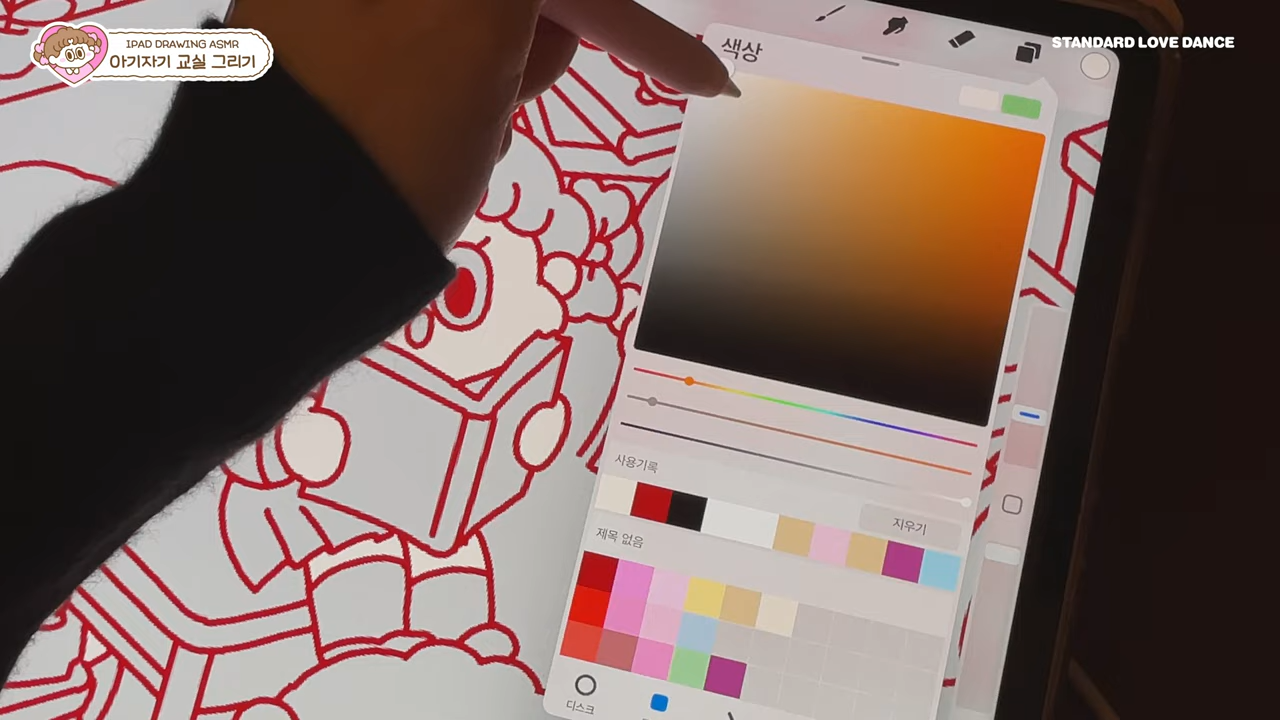 IPAD DRAWING ASMR
아기자기 교실 그리기
STANDARD LOVE DANCE
색상
사용기록
지우기
제목 없음
디스크